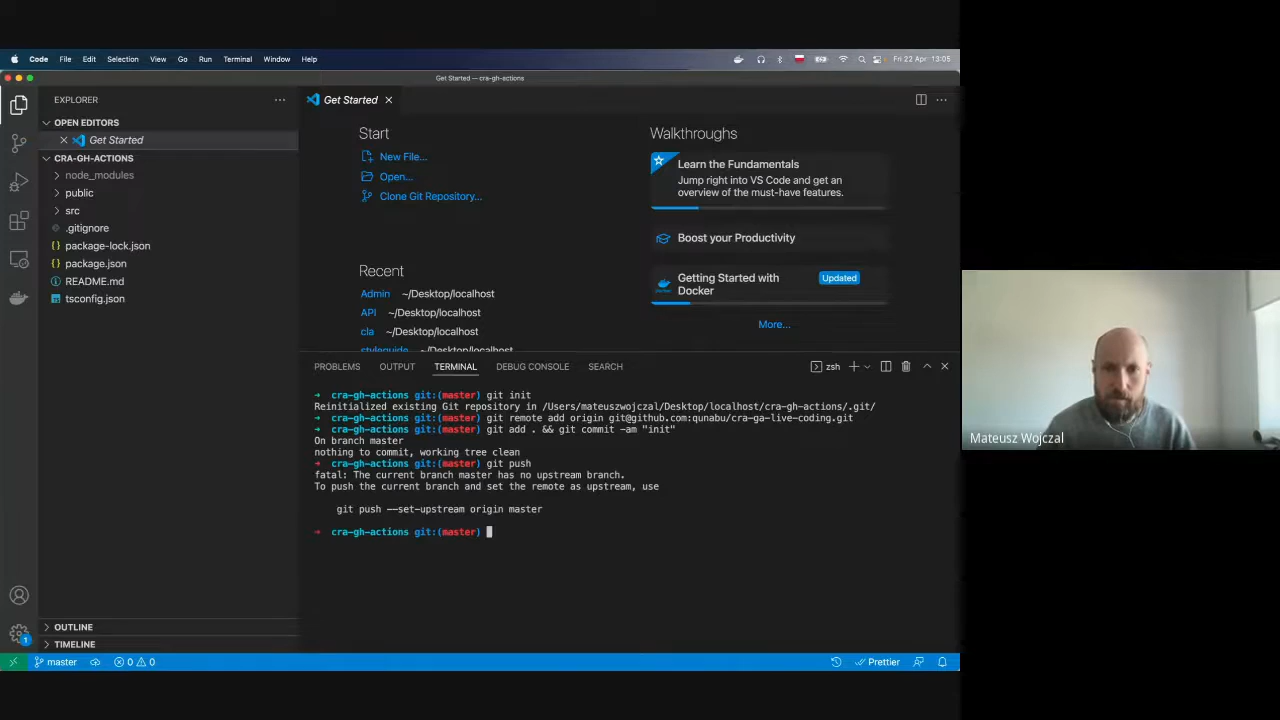 Code File Edit Selection View Go Run Terminal Window Help
Fri 22 Apr 13:05
Get Started — cra-gh-actions
EXPLORER
OPEN EDITORS
Get Started
CRA-GH-ACTIONS
node_modules
public
src
.gitignore
package-lock.json
package.json
README.md
tsconfig.json
OUTLINE
TIMELINE
Get Started
Start
New File...
Open...
Clone Git Repository...
Recent
Admin ~/Desktop/localhost
API ~/Desktop/localhost
cla ~/Desktop/localhost
styleguide ~/Desktop/localhost
Walkthroughs
Learn the Fundamentals
Jump right into VS Code and get an
overview of the must-have features.
Boost your Productivity
Getting Started with
Docker
Updated
More...
PROBLEMS OUTPUT TERMINAL DEBUG CONSOLE SEARCH
zsh
➜ cra-gh-actions git:(master) git init
Reinitialized existing Git repository in /Users/mateuszwojczal/Desktop/localhost/cra-gh-actions/.git/
➜ cra-gh-actions git:(master) git remote add origin git@github.com:qunabu/cra-ga-live-coding.git
➜ cra-gh-actions git:(master) git add . && git commit -am "init"
On branch master
nothing to commit, working tree clean
➜ cra-gh-actions git:(master) git push
fatal: The current branch master has no upstream branch.
To push the current branch and set the remote as upstream, use
git push --set-upstream origin master
➜ cra-gh-actions git:(master)
1
master
0 0
Prettier
Mateusz Wojczal